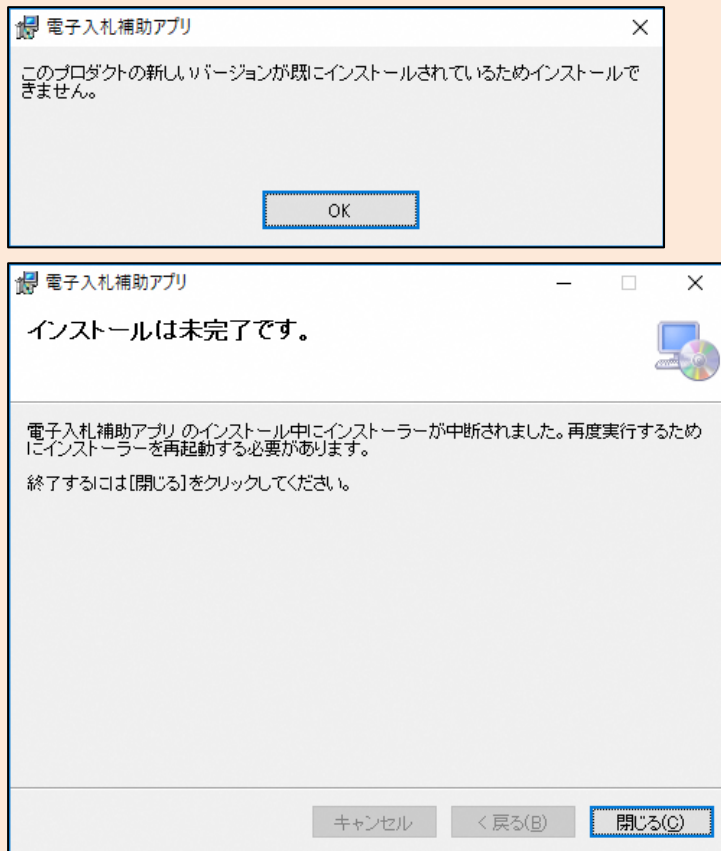 電子入札補助アプリ
このプロダクトの新しいバージョンが既にインストールされているためインストールで
きません。
OK
電子入札補助アプリ
インストールは未完了です。
電子入札補助アプリ のインストール中にインストーラーが中断されました。再度実行するため
にインストーラーを再起動する必要があります。
終了するには[閉じる]をクリックしてください。
キャンセル
< 戻る(B)
閉じる(C)